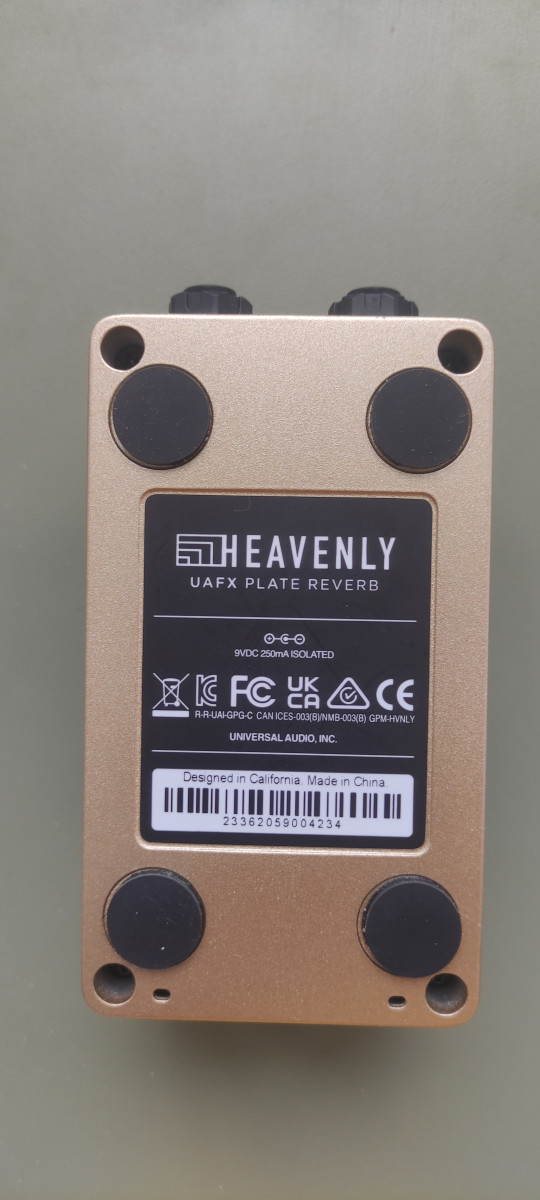 HEAVENLY
UAFX PLATE REVERB
9VDC 250mA ISOLATED
FC UK CA CE
R-R-UAI-GPG-C CAN ICES-003(B)/NMB-003(B) GPM-HVNLY
UNIVERSAL AUDIO, INC.
Designed in California. Made in China.
23362059004234